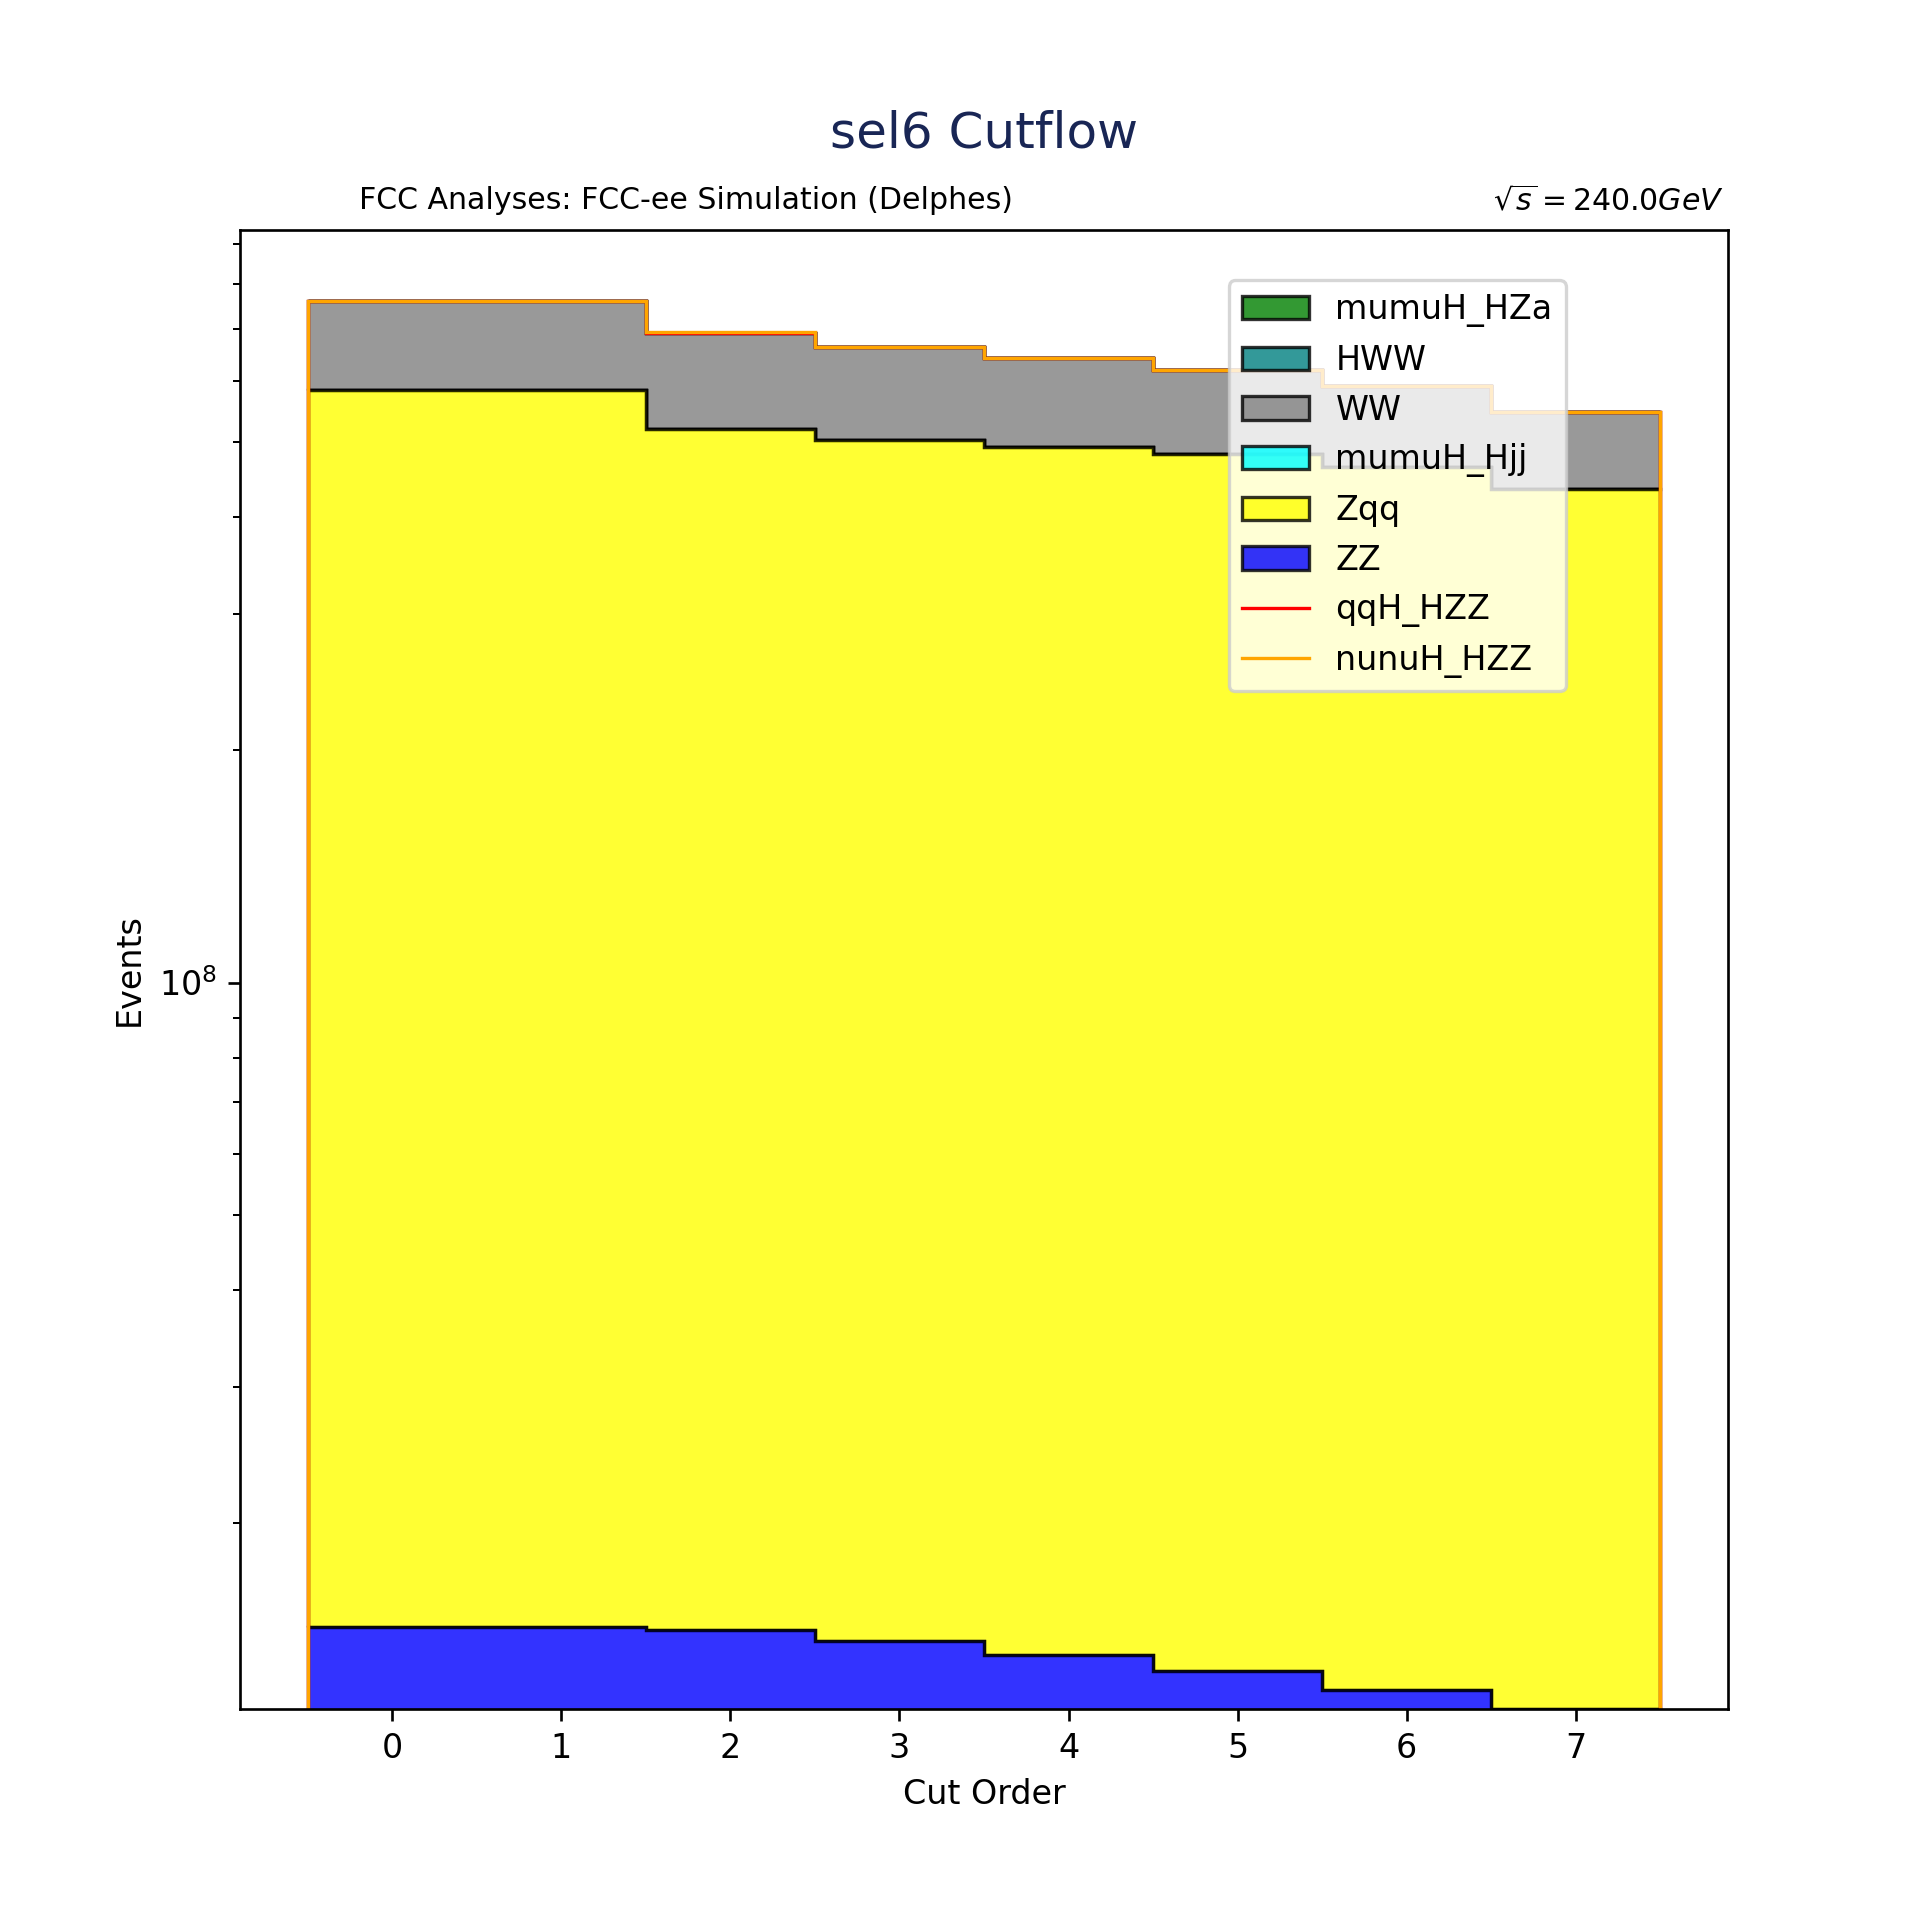 sel6 Cutflow
FCC Analyses: FCC-ee Simulation (Delphes)
√s = 240.0GeV
mumuH_HZa
HWW
WW
mumuH_Hjj
Zqq
ZZ
qqH_HZZ
nunuH_HZZ
Events
10⁸
0 1 2 3 4 5 6 7
Cut Order